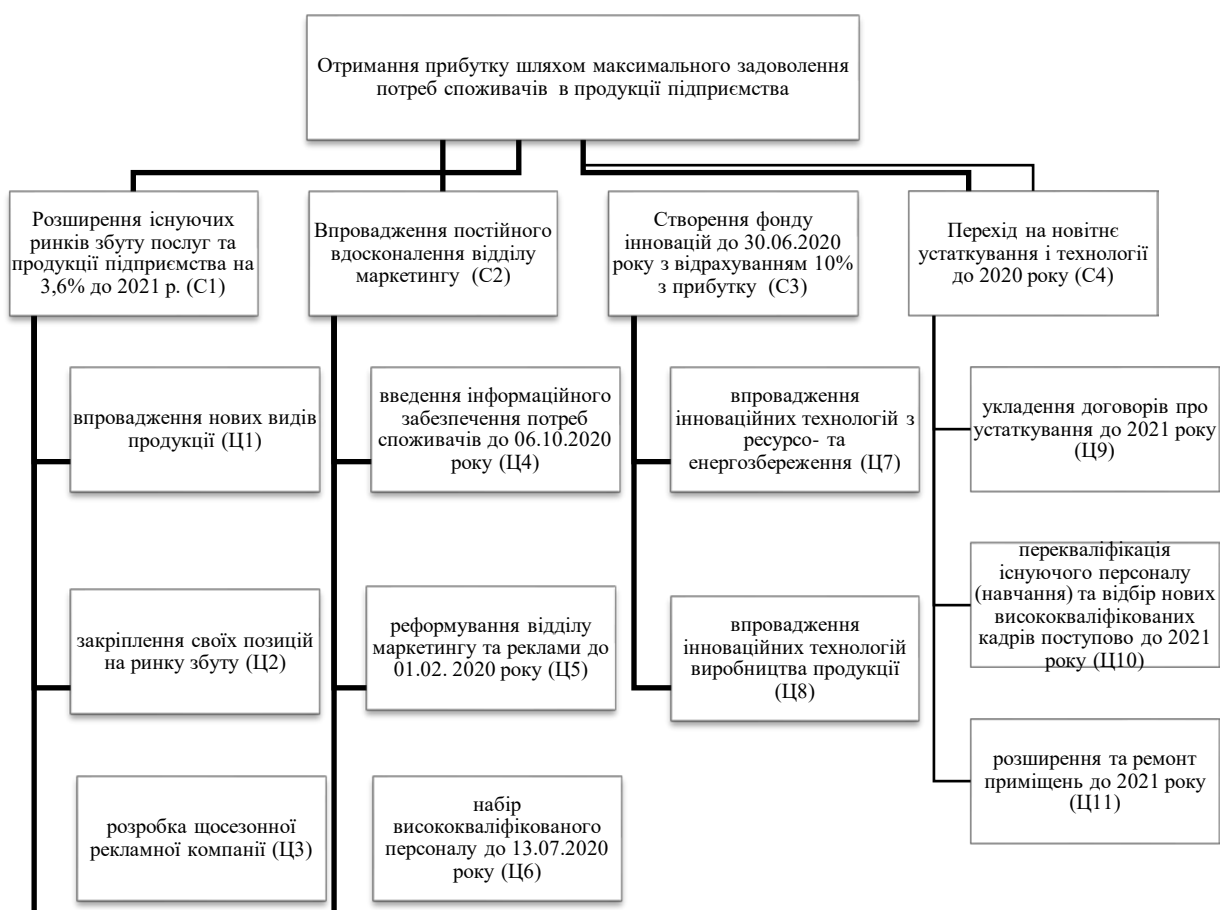 Отримання прибутку шляхом максимального задоволення
потреб споживачів в продукції підприємства
Розширення існуючих
ринків збуту послуг та
продукції підприємства на
3,6% до 2021 р. (С1)
Впровадження постійного
вдосконалення відділу
маркетингу (С2)
Створення фонду
інновацій до 30.06.2020
року з відрахуванням 10%
з прибутку (С3)
Перехід на новітнє
устаткування і технології
до 2020 року (С4)
впровадження нових видів
продукції (Ц1)
введення інформаційного
забезпечення потреб
споживачів до 06.10.2020
року (Ц4)
впровадження
інноваційних технологій з
ресурсо- та
енергозбереження (Ц7)
укладення договорів про
устаткування до 2021 року
(Ц9)
закріплення своїх позицій
на ринку збуту (Ц2)
реформування відділу
маркетингу та реклами до
01.02. 2020 року (Ц5)
впровадження
інноваційних технологій
виробництва продукції
(Ц8)
перекваліфікація
існуючого персоналу
(навчання) та відбір нових
висококваліфікованих
кадрів поступово до 2021
року (Ц10)
розробка щосезонної
рекламної компанії (Ц3)
набір
висококваліфікованого
персоналу до 13.07.2020
року (Ц6)
розширення та ремонт
приміщень до 2021 року
(Ц11)